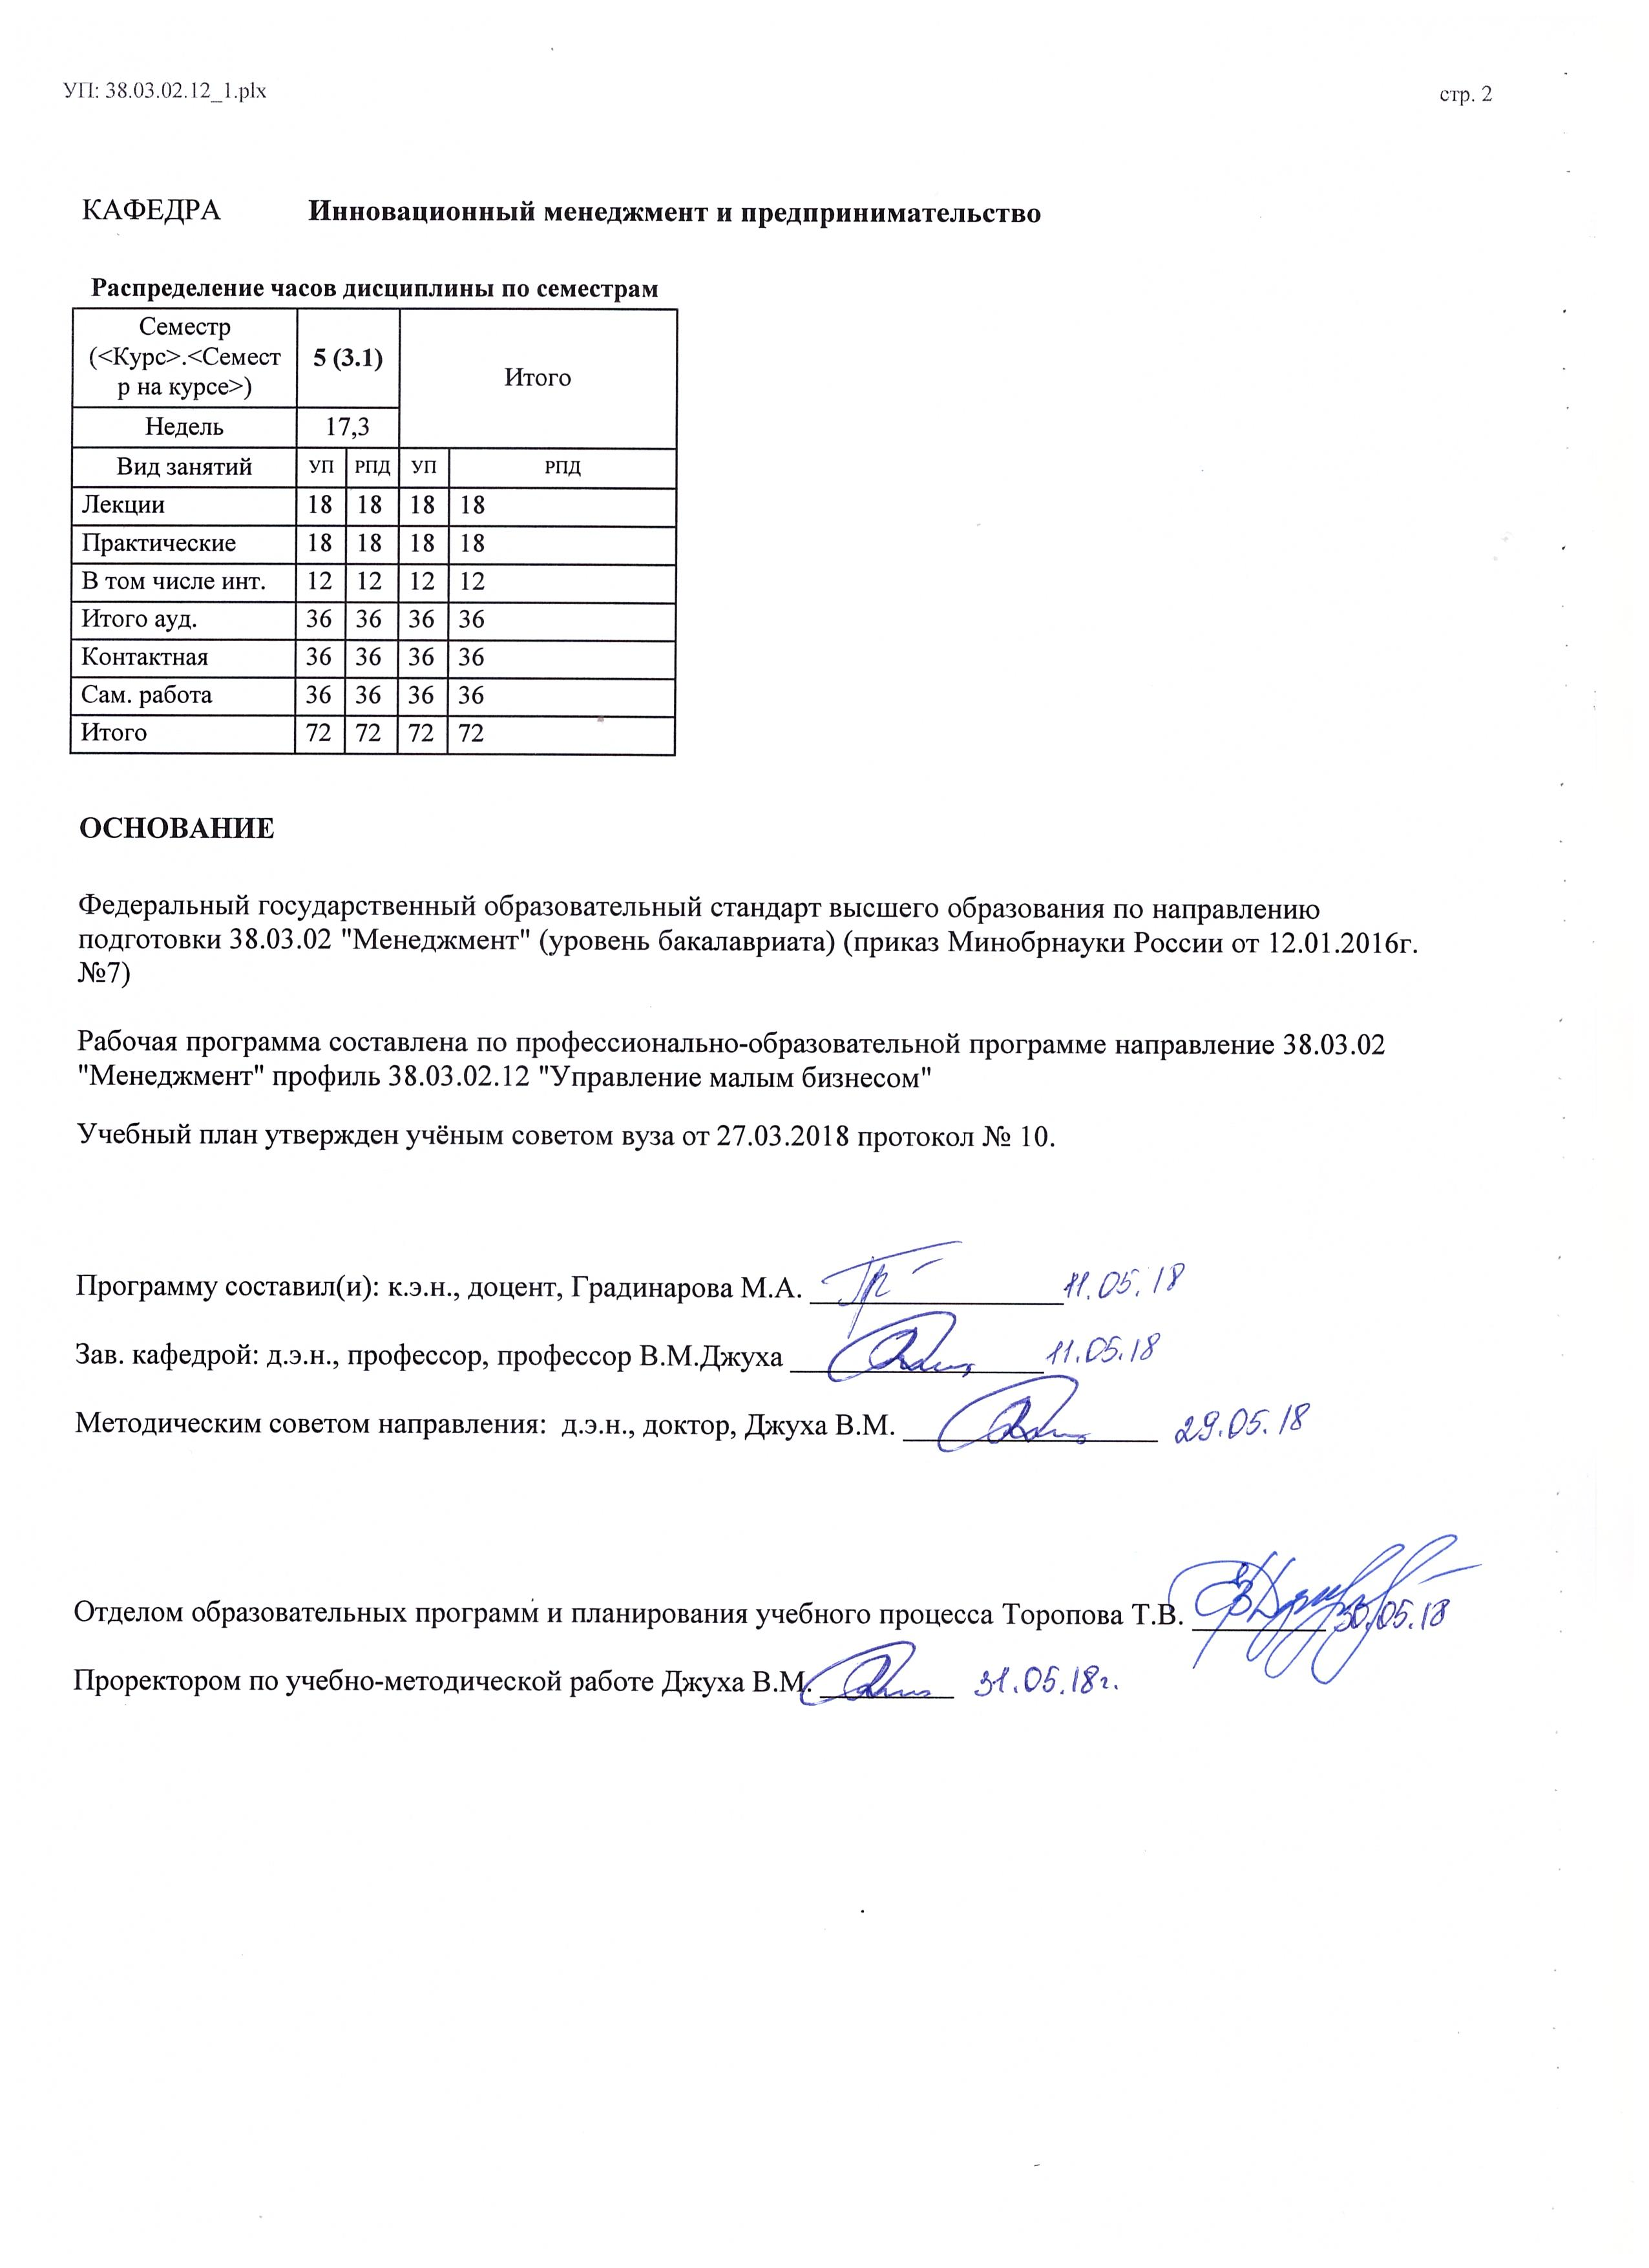 УП: 38.03.02.12_1.plx
стр. 2
КАФЕДРА Инновационный менеджмент и предпринимательство
Распределение часов дисциплины по семестрам
Семестр
(<Курс>.<Семест
р на курсе>)
5 (3.1)
Итого
Недель 17,3
Вид занятий УП РПД УП РПД
Лекции 18 18 18 18
Практические 18 18 18 18
В том числе инт. 12 12 12 12
Итого ауд. 36 36 36 36
Контактная 36 36 36 36
Сам. работа 36 36 36 36
Итого 72 72 72 72
ОСНОВАНИЕ
Федеральный государственный образовательный стандарт высшего образования по направлению
подготовки 38.03.02 "Менеджмент" (уровень бакалавриата) (приказ Минобрнауки России от 12.01.2016г.
№7)
Рабочая программа составлена по профессионально-образовательной программе направление 38.03.02
"Менеджмент" профиль 38.03.02.12 "Управление малым бизнесом"
Учебный план утвержден учёным советом вуза от 27.03.2018 протокол № 10.
Программу составил(и): к.э.н., доцент, Градинарова М.А. 11.05.18
Зав. кафедрой: д.э.н., профессор, профессор В.М.Джуха 11.05.18
Методическим советом направления: д.э.н., доктор, Джуха В.М. 29.05.18
Отделом образовательных программ и планирования учебного процесса Торопова Т.В. 30.05.18
Проректором по учебно-методической работе Джуха В.М. 31.05.18г.